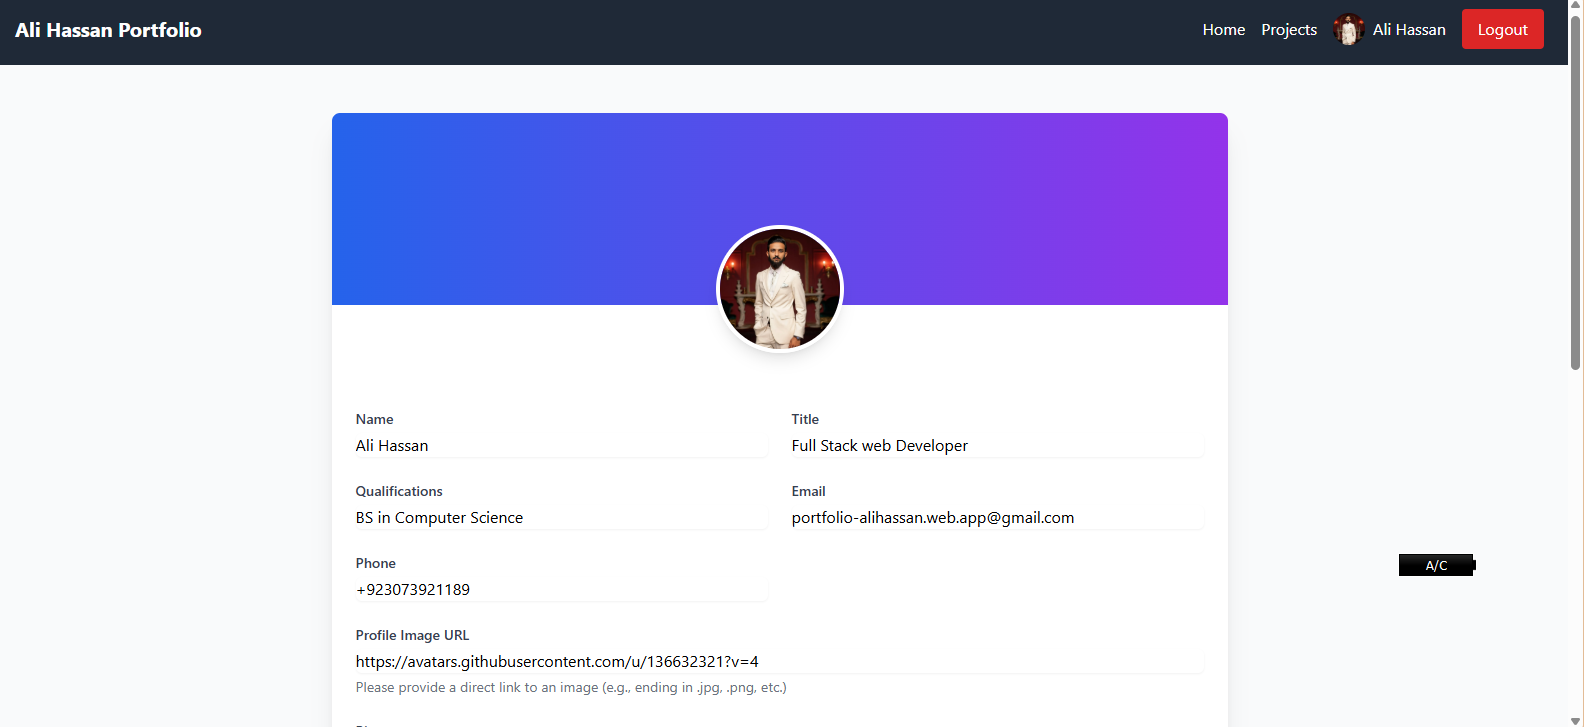 Ali Hassan Portfolio
Home Projects Ali Hassan Logout
Name
Ali Hassan
Title
Full Stack web Developer
Qualifications
BS in Computer Science
Email
portfolio-alihassan.web.app@gmail.com
Phone
+923073921189
A/C
Profile Image URL
https://avatars.githubusercontent.com/u/136632321?v=4
Please provide a direct link to an image (e.g., ending in .jpg, .png, etc.)